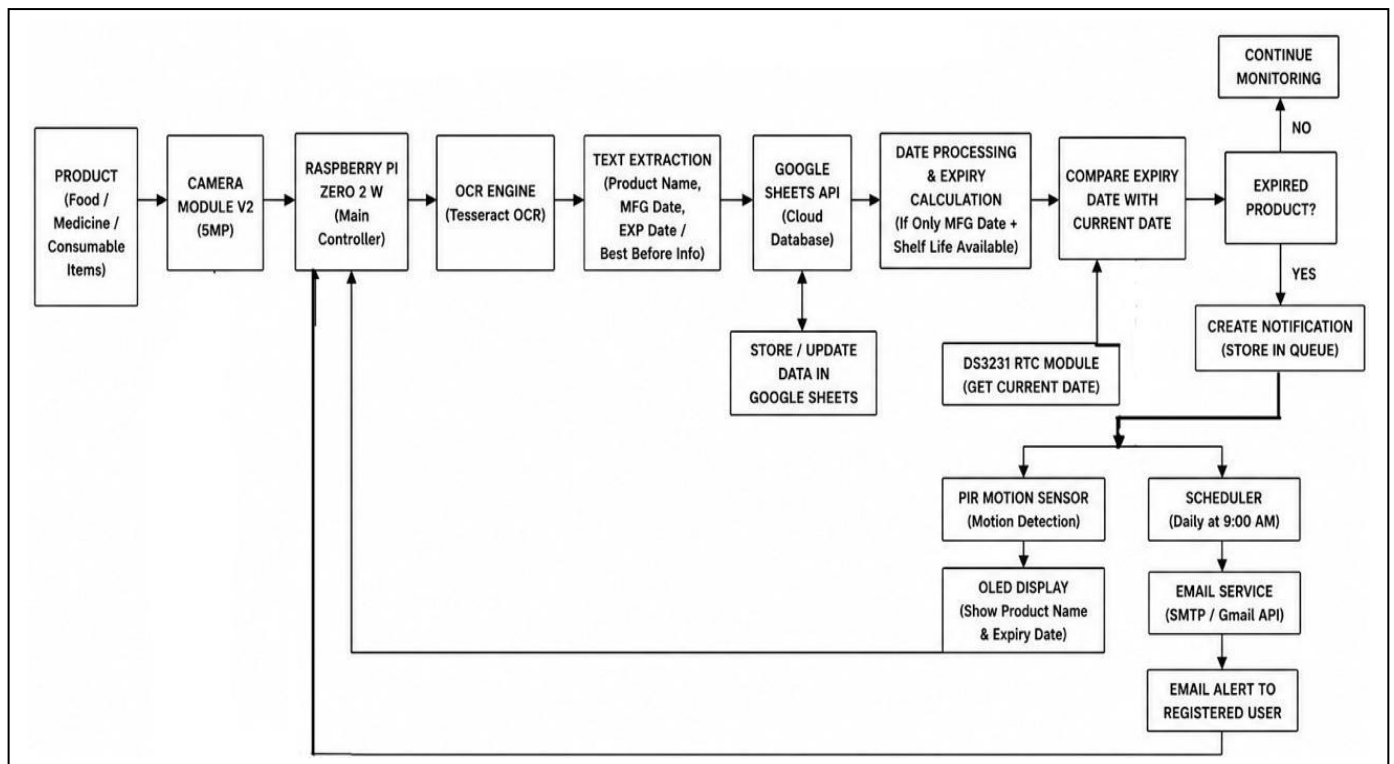 PRODUCT
(Food /
Medicine /
Consumable
Items)
CAMERA
MODULE V2
(5MP)
RASPBERRY PI
ZERO 2 W
(Main
Controller)
OCR ENGINE
(Tesseract OCR)
TEXT EXTRACTION
(Product Name,
MFG Date,
EXP Date /
Best Before Info)
GOOGLE
SHEETS API
(Cloud
Database)
STORE / UPDATE
DATA IN
GOOGLE SHEETS
DATE PROCESSING
& EXPIRY
CALCULATION
(If Only MFG Date +
Shelf Life Available)
COMPARE EXPIRY
DATE WITH
CURRENT DATE
DS3231 RTC MODULE
(GET CURRENT DATE)
EXPIRED
PRODUCT?
NO
CONTINUE
MONITORING
YES
CREATE NOTIFICATION
(STORE IN QUEUE)
PIR MOTION SENSOR
(Motion Detection)
OLED DISPLAY
(Show Product Name
& Expiry Date)
SCHEDULER
(Daily at 9:00 AM)
EMAIL SERVICE
(SMTP / Gmail API)
EMAIL ALERT TO
REGISTERED USER